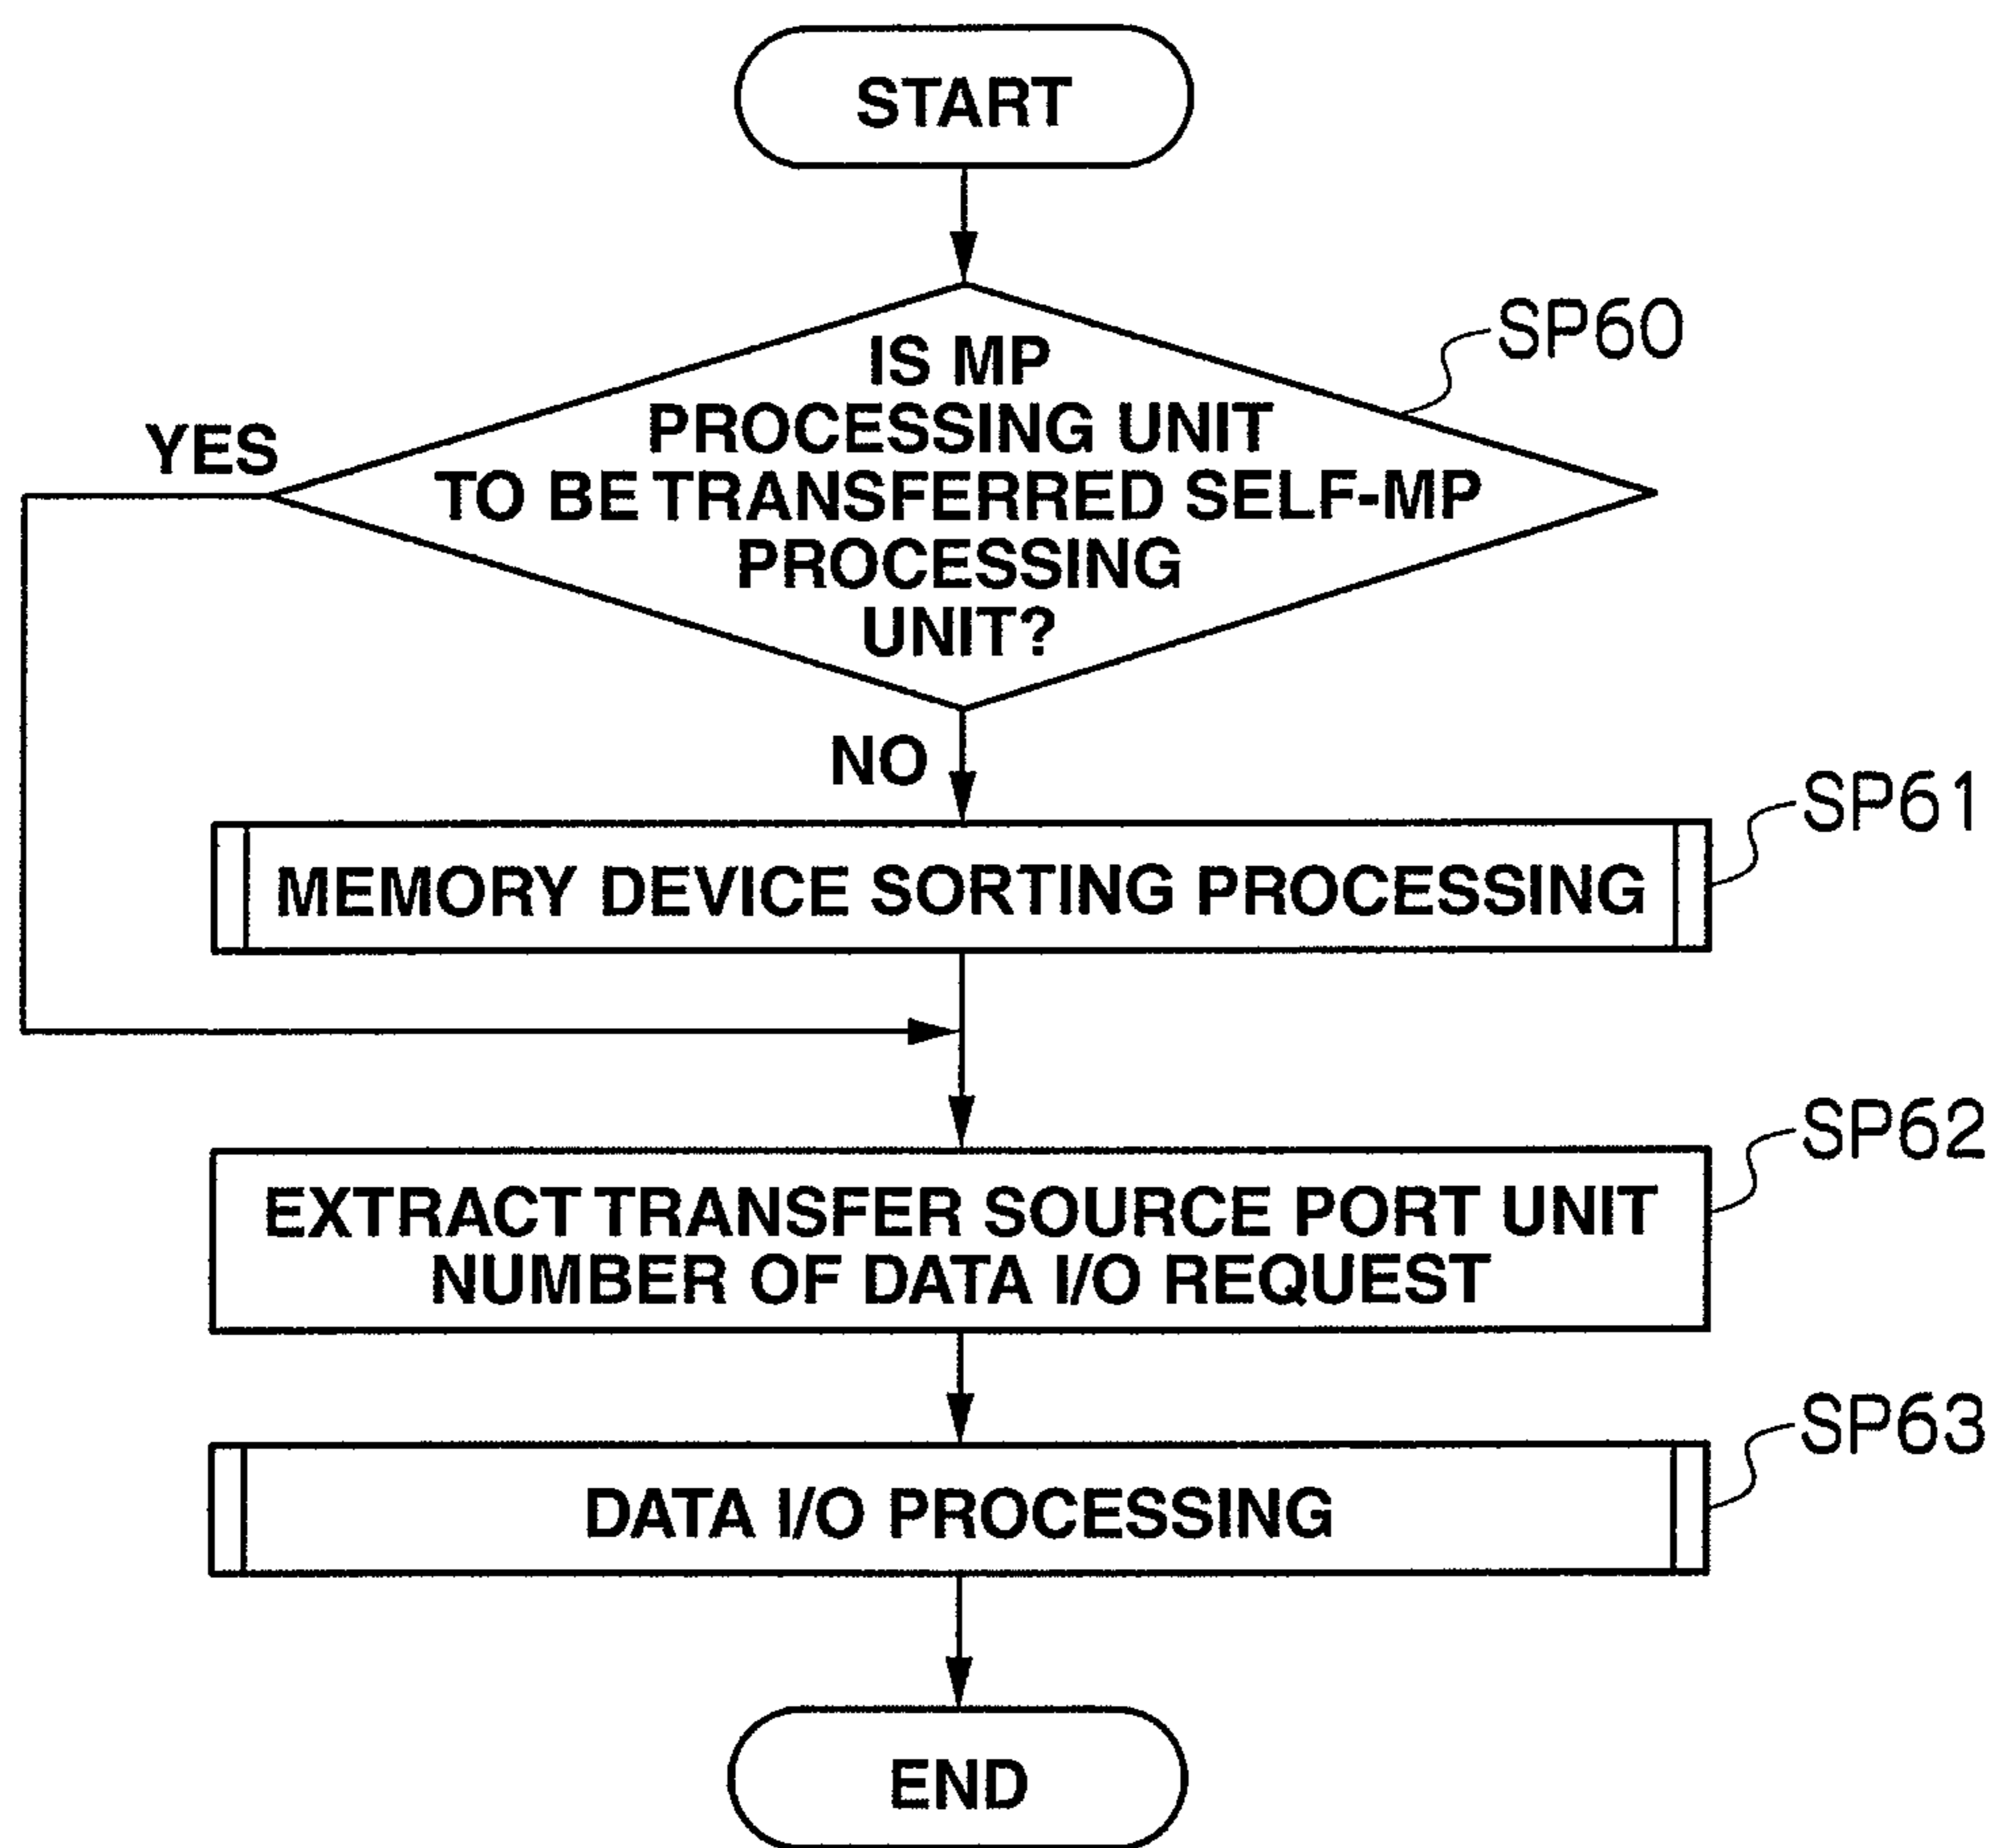 START
IS MP
PROCESSING UNIT
TO BE TRANSFERRED SELF-MP
PROCESSING
UNIT?
SP60
YES
NO
MEMORY DEVICE SORTING PROCESSING
SP61
EXTRACT TRANSFER SOURCE PORT UNIT
NUMBER OF DATA I/O REQUEST
SP62
DATA I/O PROCESSING
SP63
END